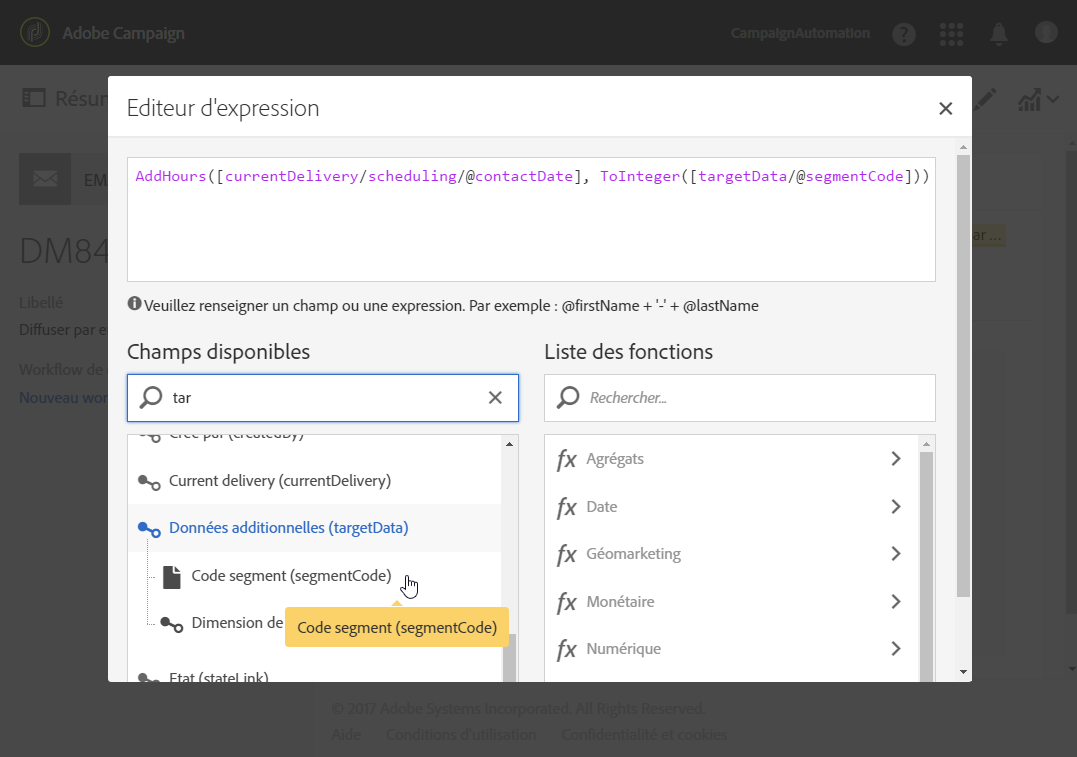 Adobe Campaign
CampaignAutomation
Résur
Editeur d'expression
AddHours([currentDelivery/scheduling/@contactDate], ToInteger([targetData/@segmentCode]))
EM
DM84
ar ...
Libellé
Diffuser par e
Workflow de
Nouveau wor
Veuillez renseigner un champ ou une expression. Par exemple : @firstName + '-' + @lastName
Champs disponibles
Liste des fonctions
tar
Rechercher...
Créé par (createdBy)
Current delivery (currentDelivery)
Données additionnelles (targetData)
Code segment (segmentCode)
Dimension de
Code segment (segmentCode)
Etat (stateLink)
fx Agrégats
fx Date
fx Géomarketing
fx Monétaire
fx Numérique
© 2017 Adobe Systems Incorporated. All Rights Reserved.
Aide
Conditions d'utilisation
Confidentialité et cookies